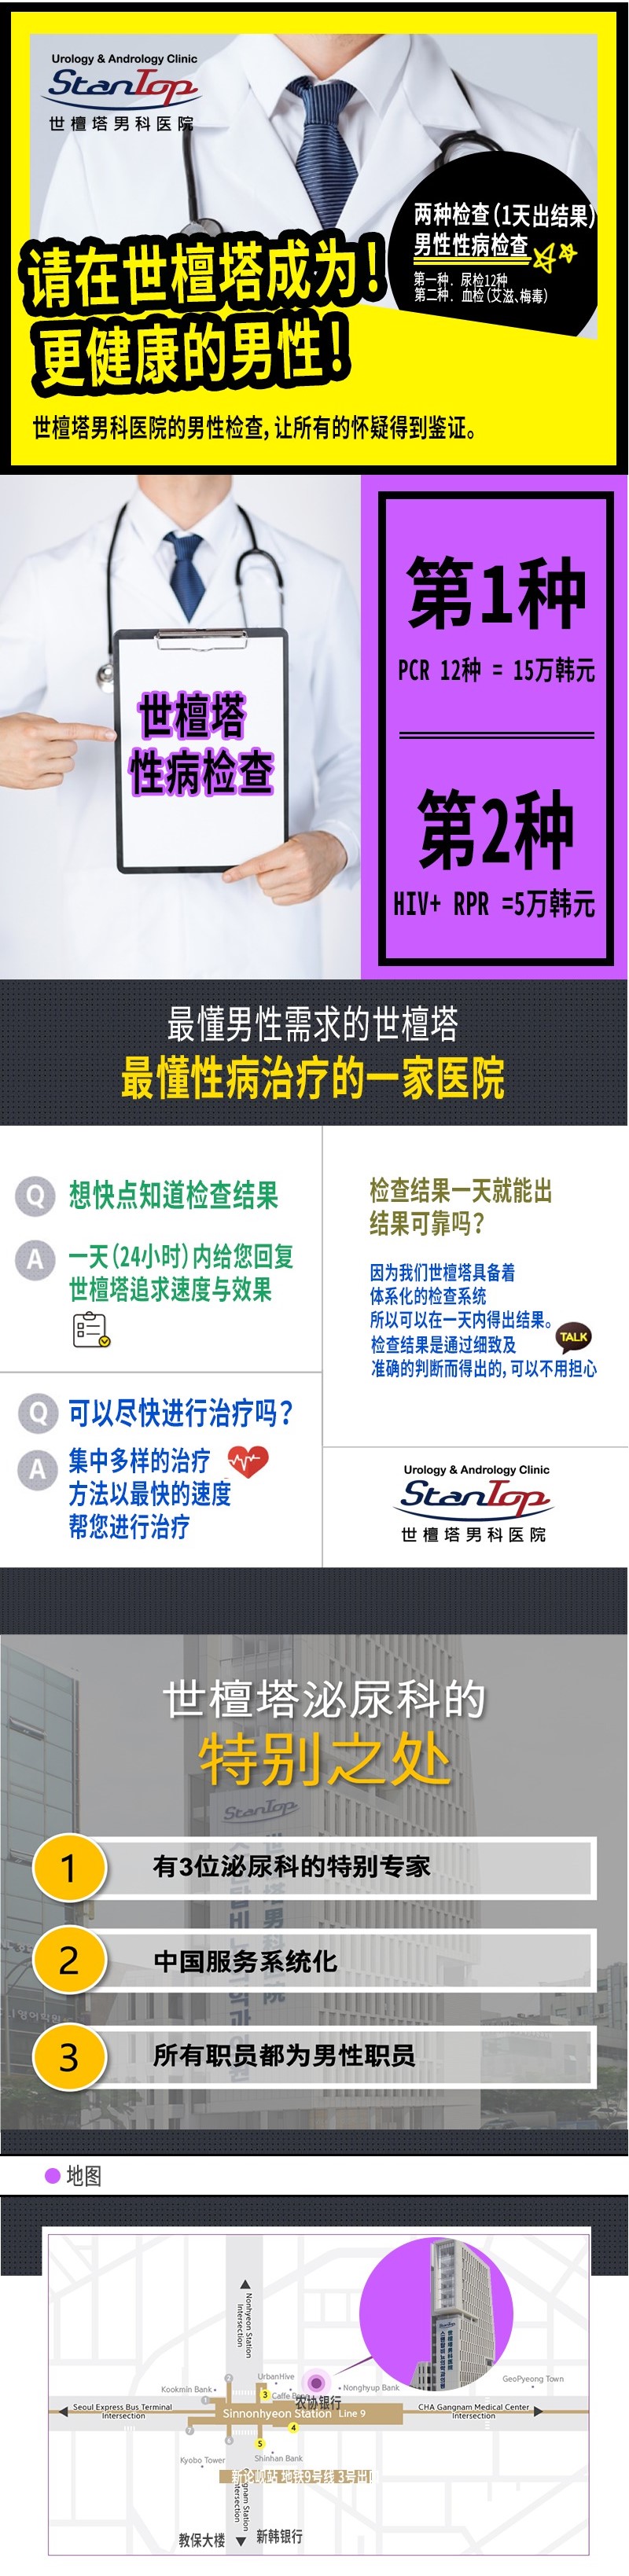 Urology & Andrology Clinic
StanTop
世檀塔男科医院
两种检查(1天出结果)
男性性病检查
第一种. 尿检12种
第二种. 血检(艾滋、梅毒)
请在世檀塔成为!
更健康的男性!
世檀塔男科医院的男性检查, 让所有的怀疑得到鉴证。
世檀塔
性病检查
第1种
PCR 12种 = 15万韩元
第2种
HIV+ RPR =5万韩元
最懂男性需求的世檀塔
最懂性病治疗的一家医院
Q 想快点知道检查结果
A 一天(24小时)内给您回复
世檀塔追求速度与效果
Q 可以尽快进行治疗吗?
A 集中多样的治疗
方法以最快的速度
帮您进行治疗
检查结果一天就能出
结果可靠吗?
因为我们世檀塔具备着
体系化的检查系统
所以可以在一天内得出结果。
检查结果是通过细致及
TALK
准确的判断而得出的, 可以不用担心
Urology & Andrology Clinic
StanTop
世檀塔男科医院
世檀塔泌尿科的
特别之处
StanTop
1 有3位泌尿科的特别专家
2 中国服务系统化
3 所有职员都为男性职员
地图
Nonhyeon Station
Intersection
Kookmin Bank
UrbanHive
Nonghyup Bank
GeoPyeong Town
2
1
3
农协银行
Seoul Express Bus Terminal
Intersection
Sinnonhyeon Station Line 9
CHA Gangnam Medical Center
Intersection
7
6
5
4
Kyobo Tower
Shinhan Bank
新论岘站 地铁9号线 3号出口
教保大楼
新韩银行